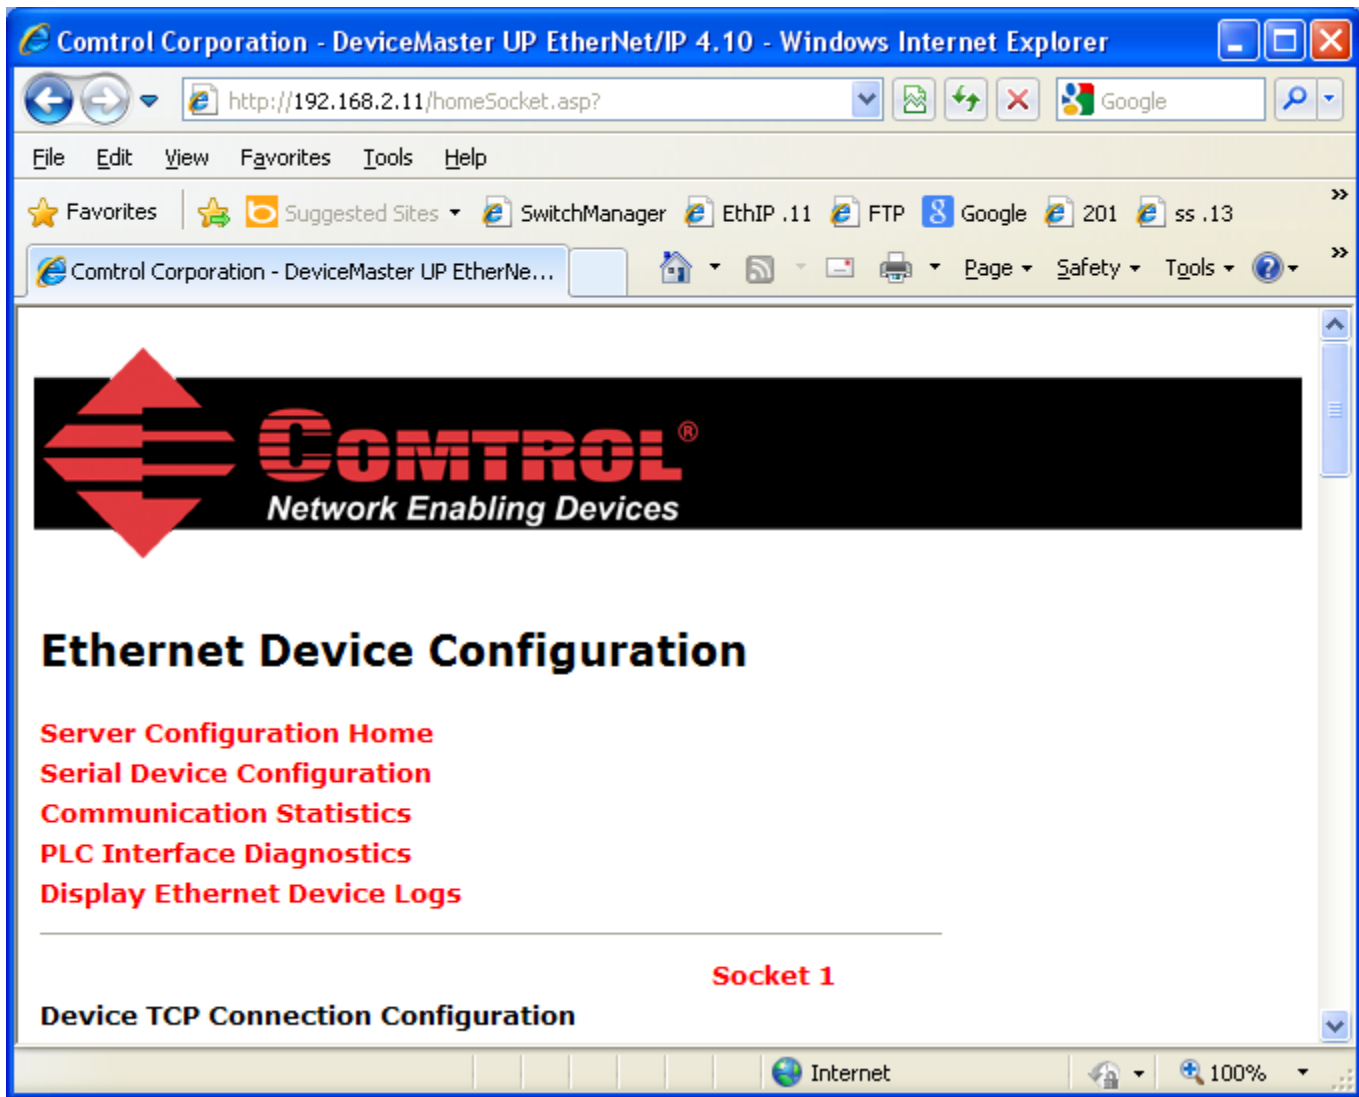 Comtrol Corporation - DeviceMaster UP EtherNet/IP 4.10 - Windows Internet Explorer
http://192.168.2.11/homeSocket.asp?
Google
File Edit View Favorites Tools Help
Favorites Suggested Sites SwitchManager EthIP .11 FTP Google 201 ss .13
Comtrol Corporation - DeviceMaster UP EtherNe... Page Safety Tools
COMTROL®
Network Enabling Devices
Ethernet Device Configuration
Server Configuration Home
Serial Device Configuration
Communication Statistics
PLC Interface Diagnostics
Display Ethernet Device Logs
Socket 1
Device TCP Connection Configuration
Internet 100%